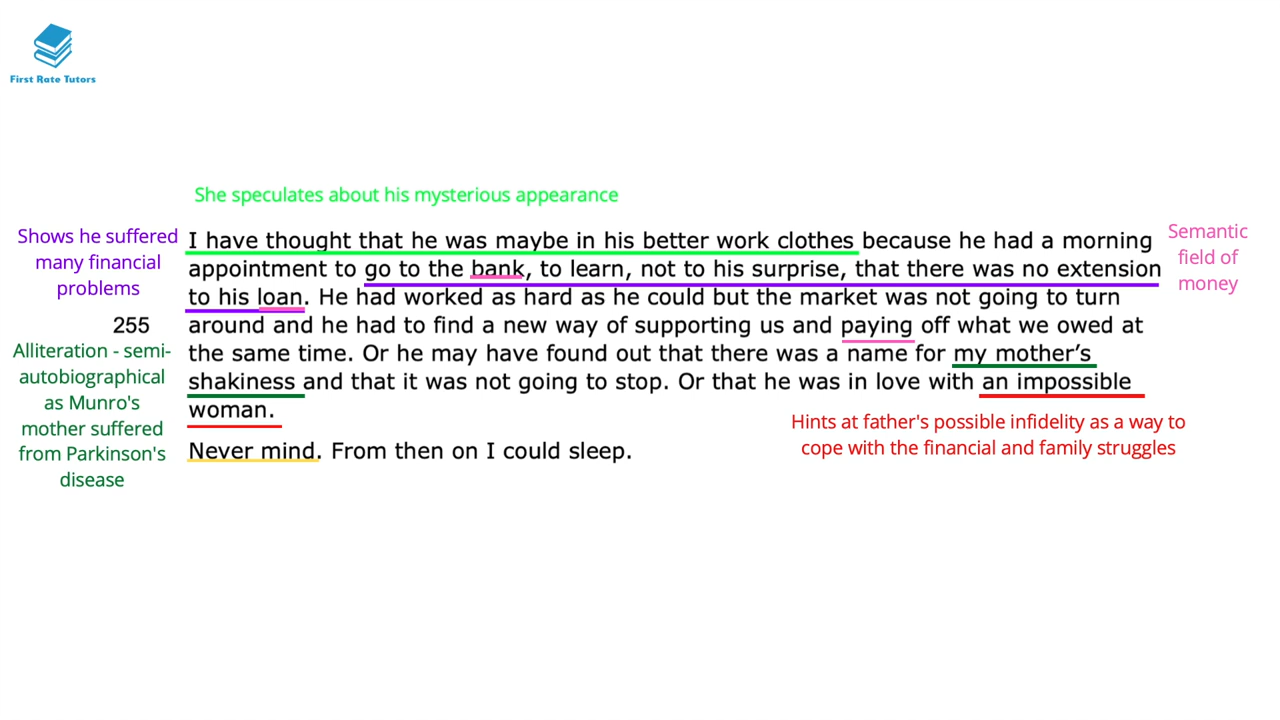 First Rate Tutors
She speculates about his mysterious appearance
Shows he suffered
many financial
problems
I have thought that he was maybe in his better work clothes because he had a morning
appointment to go to the bank, to learn, not to his surprise, that there was no extension
to his loan. He had worked as hard as he could but the market was not going to turn
255
around and he had to find a new way of supporting us and paying off what we owed at
the same time. Or he may have found out that there was a name for my mother’s
shakiness and that it was not going to stop. Or that he was in love with an impossible
woman.
Never mind. From then on I could sleep.
Semantic
field of
money
Alliteration - semi-
autobiographical
as Munro's
mother suffered
from Parkinson's
disease
Hints at father's possible infidelity as a way to
cope with the financial and family struggles